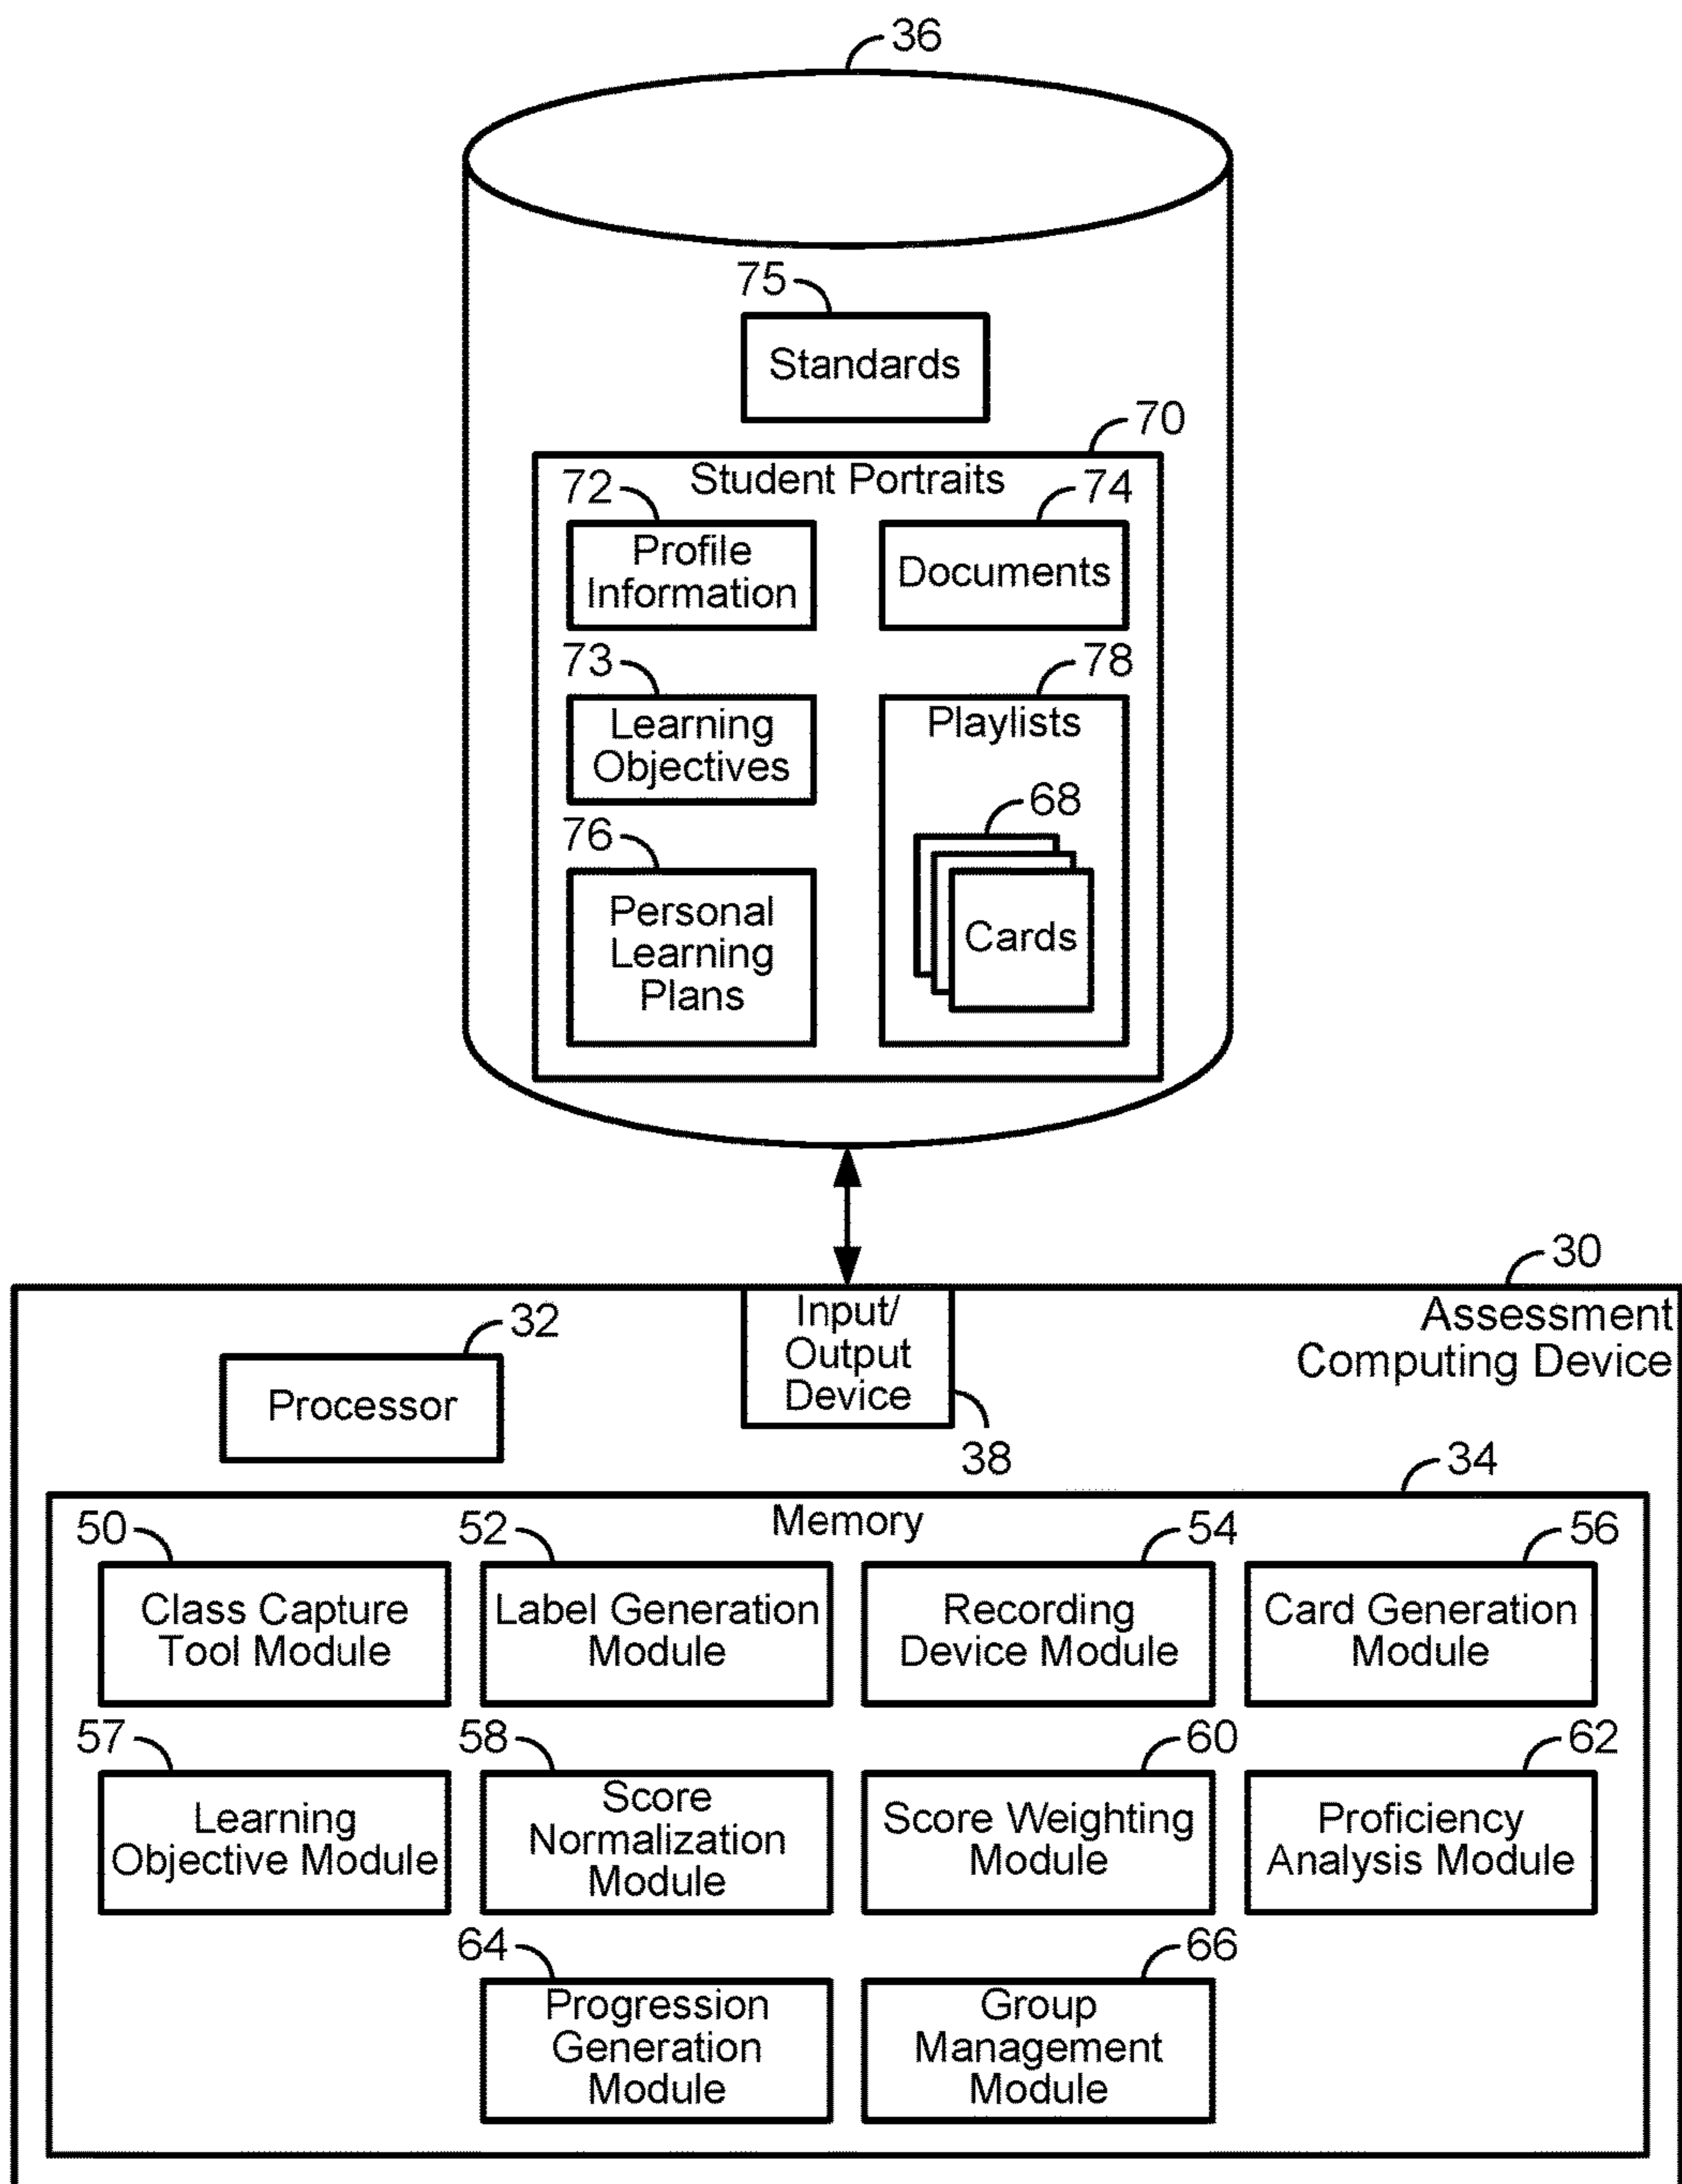 36
75
Standards
70
Student Portraits
72
74
Profile
Information
Documents
73
78
Learning
Objectives
Playlists
68
Cards
76
Personal
Learning
Plans
30
Assessment
Computing Device
32
Processor
Input/
Output
Device
38
34
Memory
50
52
54
56
Class Capture
Tool Module
Label Generation
Module
Recording
Device Module
Card Generation
Module
57
58
60
62
Learning
Objective Module
Score
Normalization
Module
Score Weighting
Module
Proficiency
Analysis Module
64
66
Progression
Generation
Module
Group
Management
Module